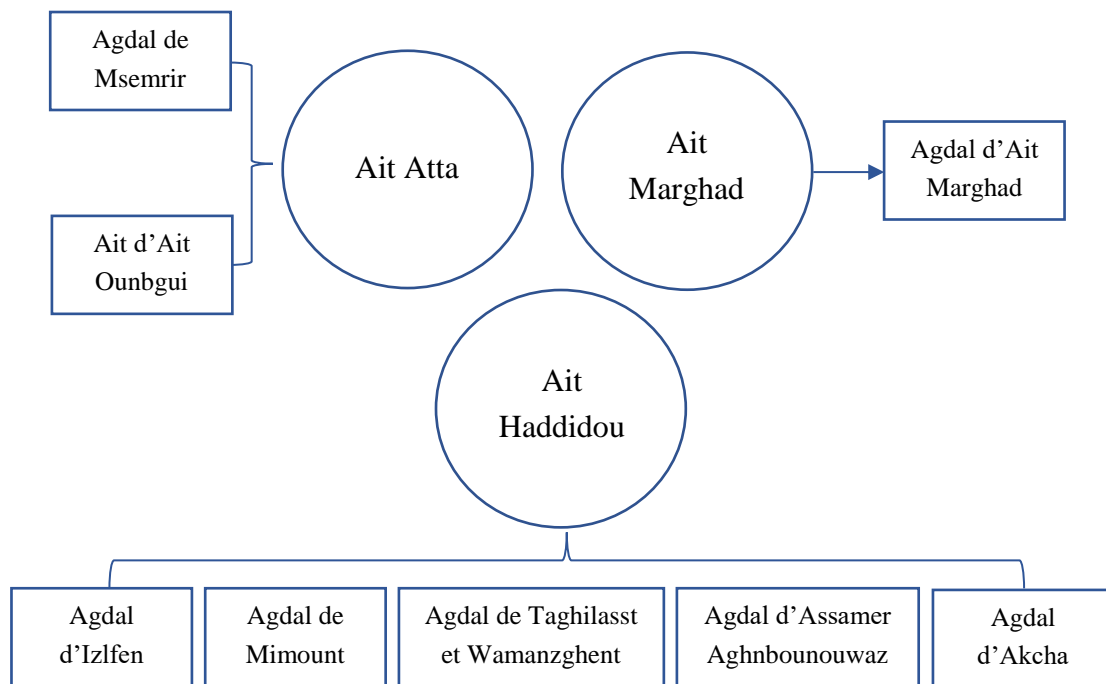 Agdal de
Msemrir
Ait d’Ait
Ounbgui
Ait Atta
Ait
Marghad
Agdal d’Ait
Marghad
Ait
Haddidou
Agdal
d’Izlfen
Agdal de
Mimount
Agdal de Taghilasst
et Wamanzghent
Agdal d’Assamer
Aghnbounouwaz
Agdal
d’Akcha